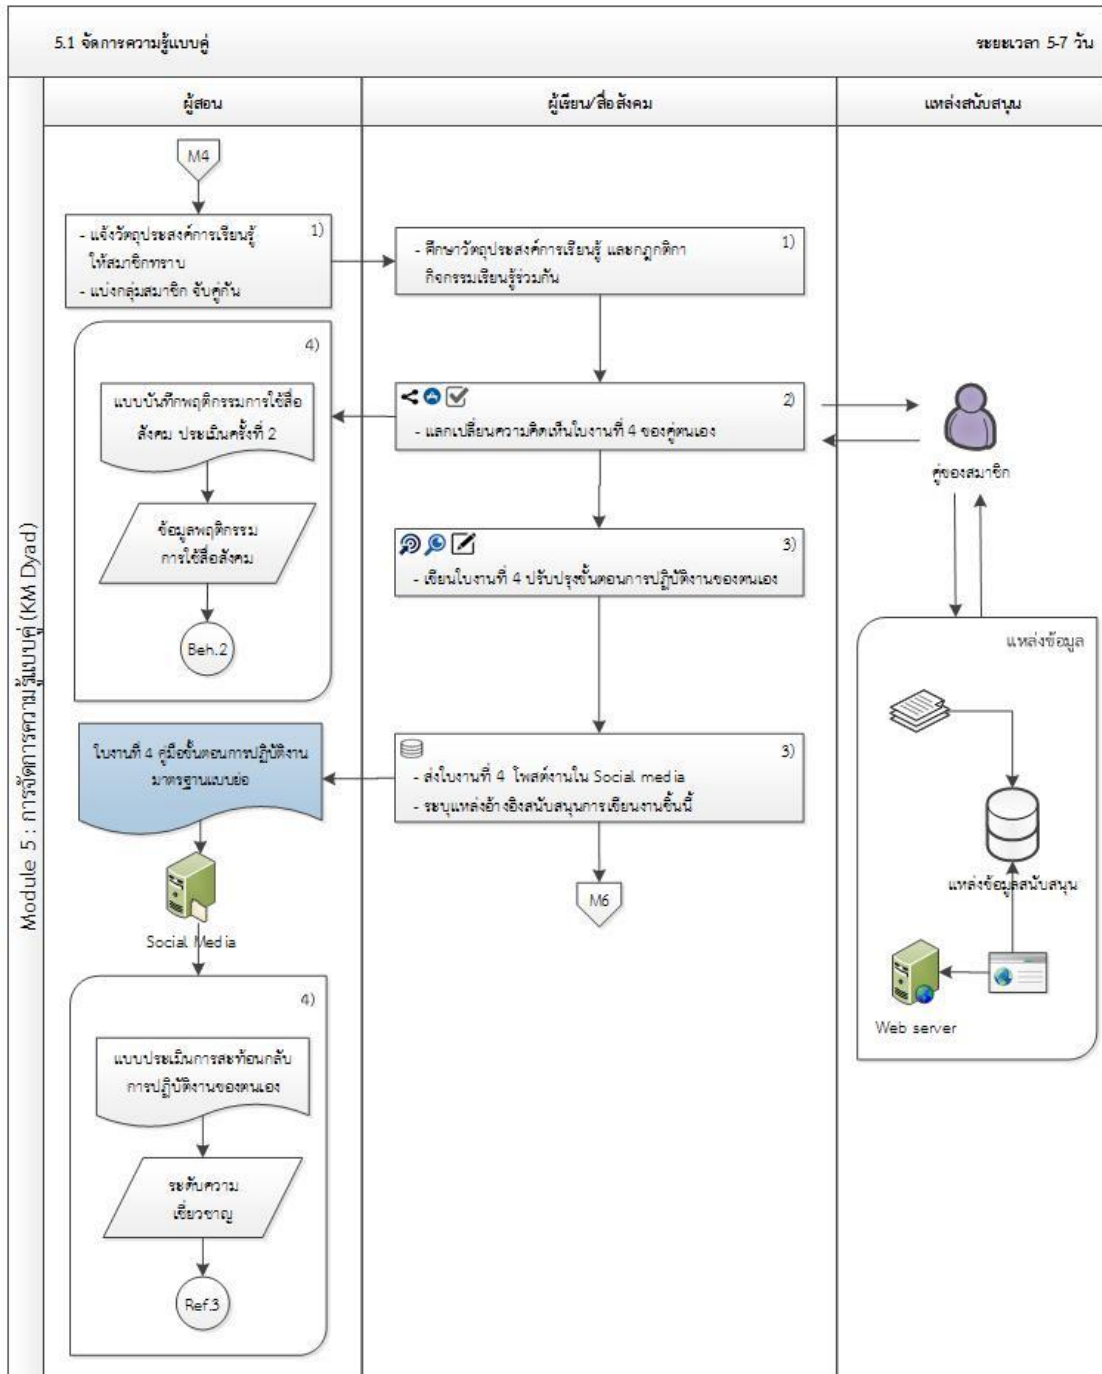 5.1 จัดการความรู้แบบคู่
ระยะเวลา 5-7 วัน
Module 5 : การจัดการความรู้แบบคู่ (KM Dyad)
ผู้สอน
ผู้เรียน/สื่อสังคม
แหล่งสนับสนุน
M4
1)
- แจ้งวัตถุประสงค์การเรียนรู้
ให้สมาชิกทราบ
- แบ่งกลุ่มสมาชิก จับคู่กัน
1)
- ศึกษาวัตถุประสงค์การเรียนรู้ และกฎกติกา
กิจกรรมเรียนรู้ร่วมกัน
4)
แบบบันทึกพฤติกรรมการใช้สื่อ
สังคม ประเมินครั้งที่ 2
ข้อมูลพฤติกรรม
การใช้สื่อสังคม
Beh.2
2)
- แลกเปลี่ยนความคิดเห็นใบงานที่ 4 ของคู่ตนเอง
คู่ของสมาชิก
3)
- เขียนใบงานที่ 4 ปรับปรุงขั้นตอนการปฏิบัติงานของตนเอง
แหล่งข้อมูล
ใบงานที่ 4 คู่มือขั้นตอนการปฏิบัติงาน
มาตรฐานแบบย่อ
3)
- ส่งใบงานที่ 4 โพสต์งานใน Social media
- ระบุแหล่งอ้างอิงสนับสนุนการเขียนงานชิ้นนี้
แหล่งข้อมูลสนับสนุน
M6
Social Media
Web server
4)
แบบประเมินการสะท้อนกลับ
การปฏิบัติงานของตนเอง
ระดับความ
เชี่ยวชาญ
Ref.3